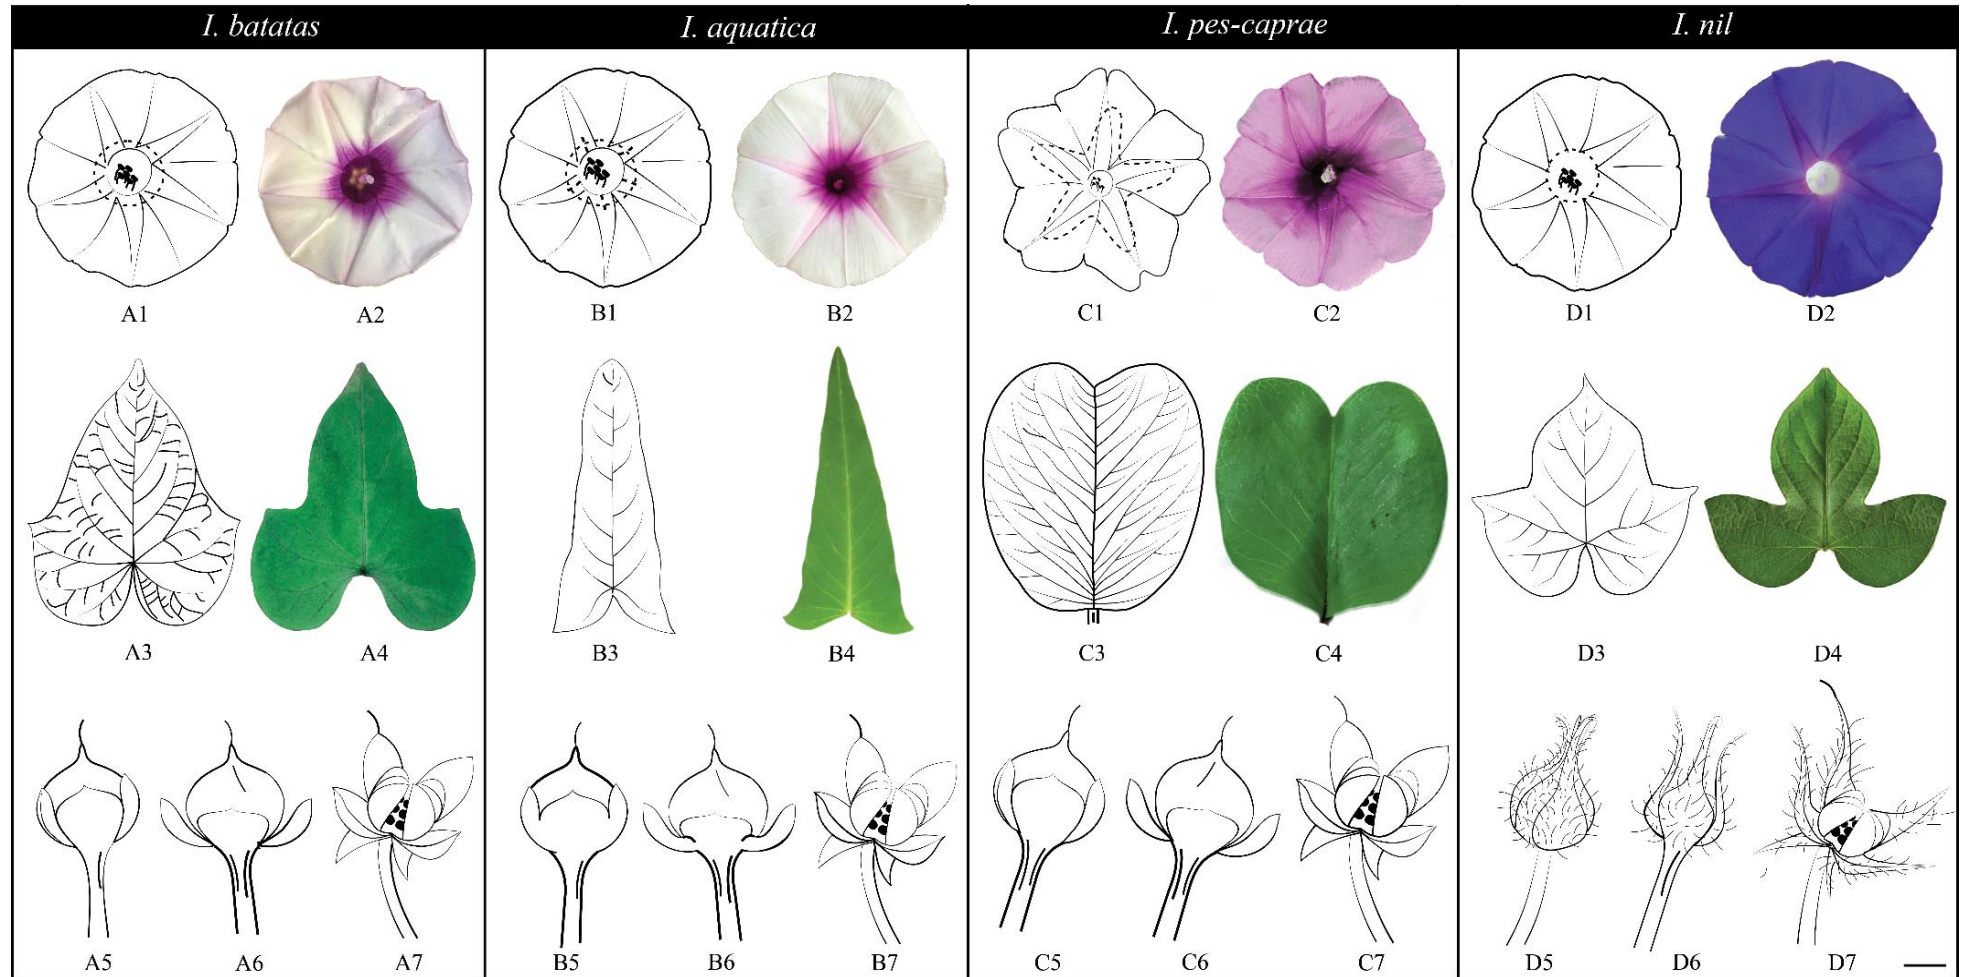 I. batatas I. aquatica I. pes-caprae I. nil
A1 A2 B1 B2 C1 C2 D1 D2
A3 A4 B3 B4 C3 C4 D3 D4
A5 A6 A7 B5 B6 B7 C5 C6 C7 D5 D6 D7